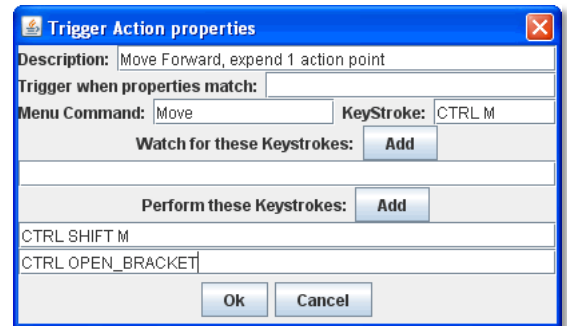 Trigger Action properties
Description: Move Forward, expend 1 action point
Trigger when properties match:
Menu Command: Move KeyStroke: CTRL M
Watch for these Keystrokes: Add
Perform these Keystrokes: Add
CTRL SHIFT M
CTRL OPEN_BRACKET
Ok Cancel